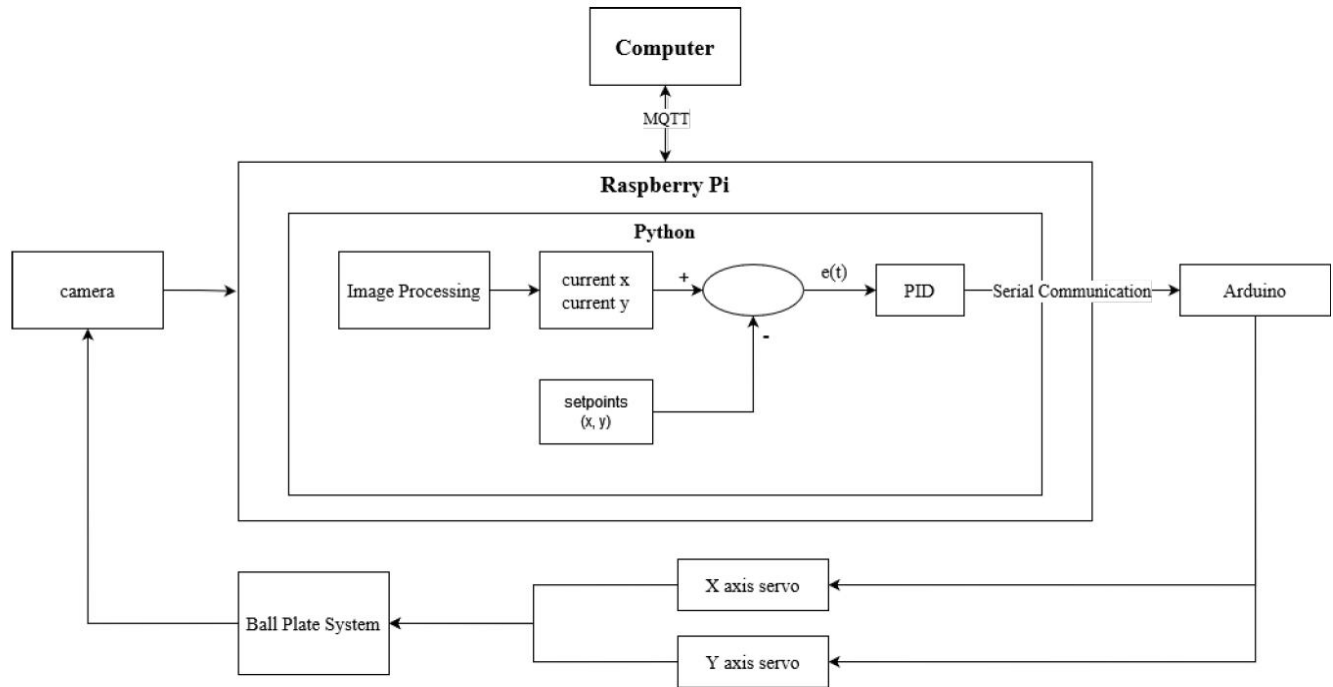 Computer
MQTT
Raspberry Pi
Python
camera
Image Processing
current x
current y
+
-
e(t)
PID
Serial Communication
Arduino
setpoints
(x, y)
X axis servo
Ball Plate System
Y axis servo